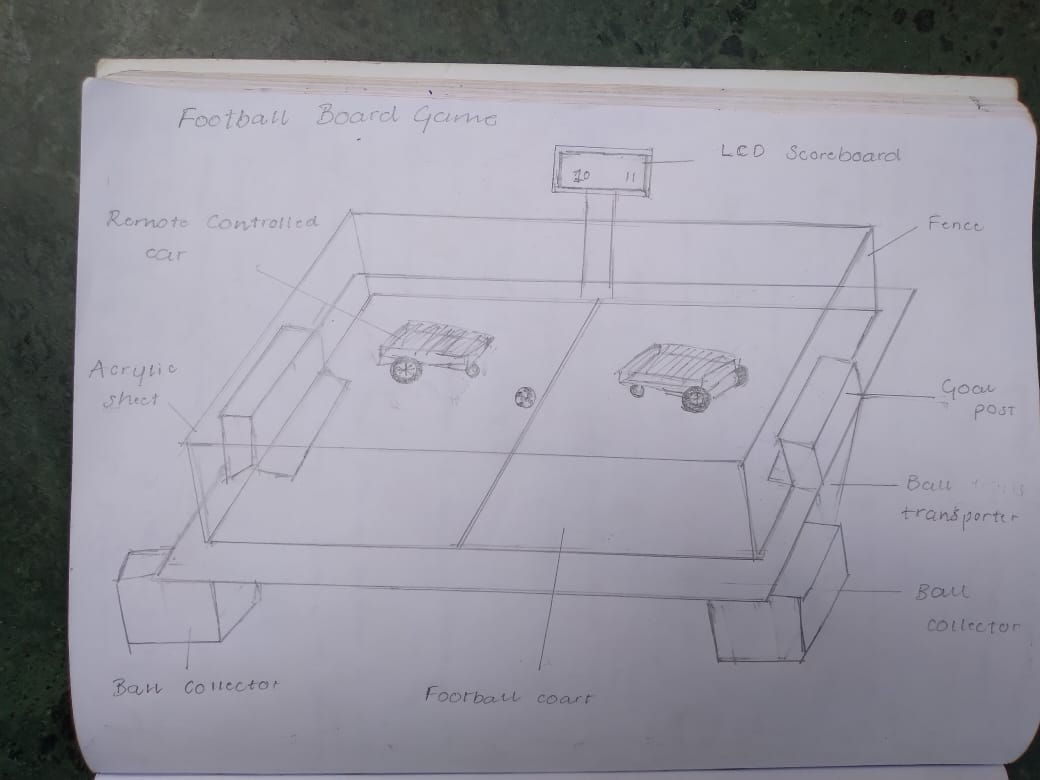 Football Board Game
LCD Scoreboard
10 11
Remote Controlled
car
Fence
Acrylic
sheet
Goal
post
Ball
transporter
Ball
collector
Ball collector
Football coart